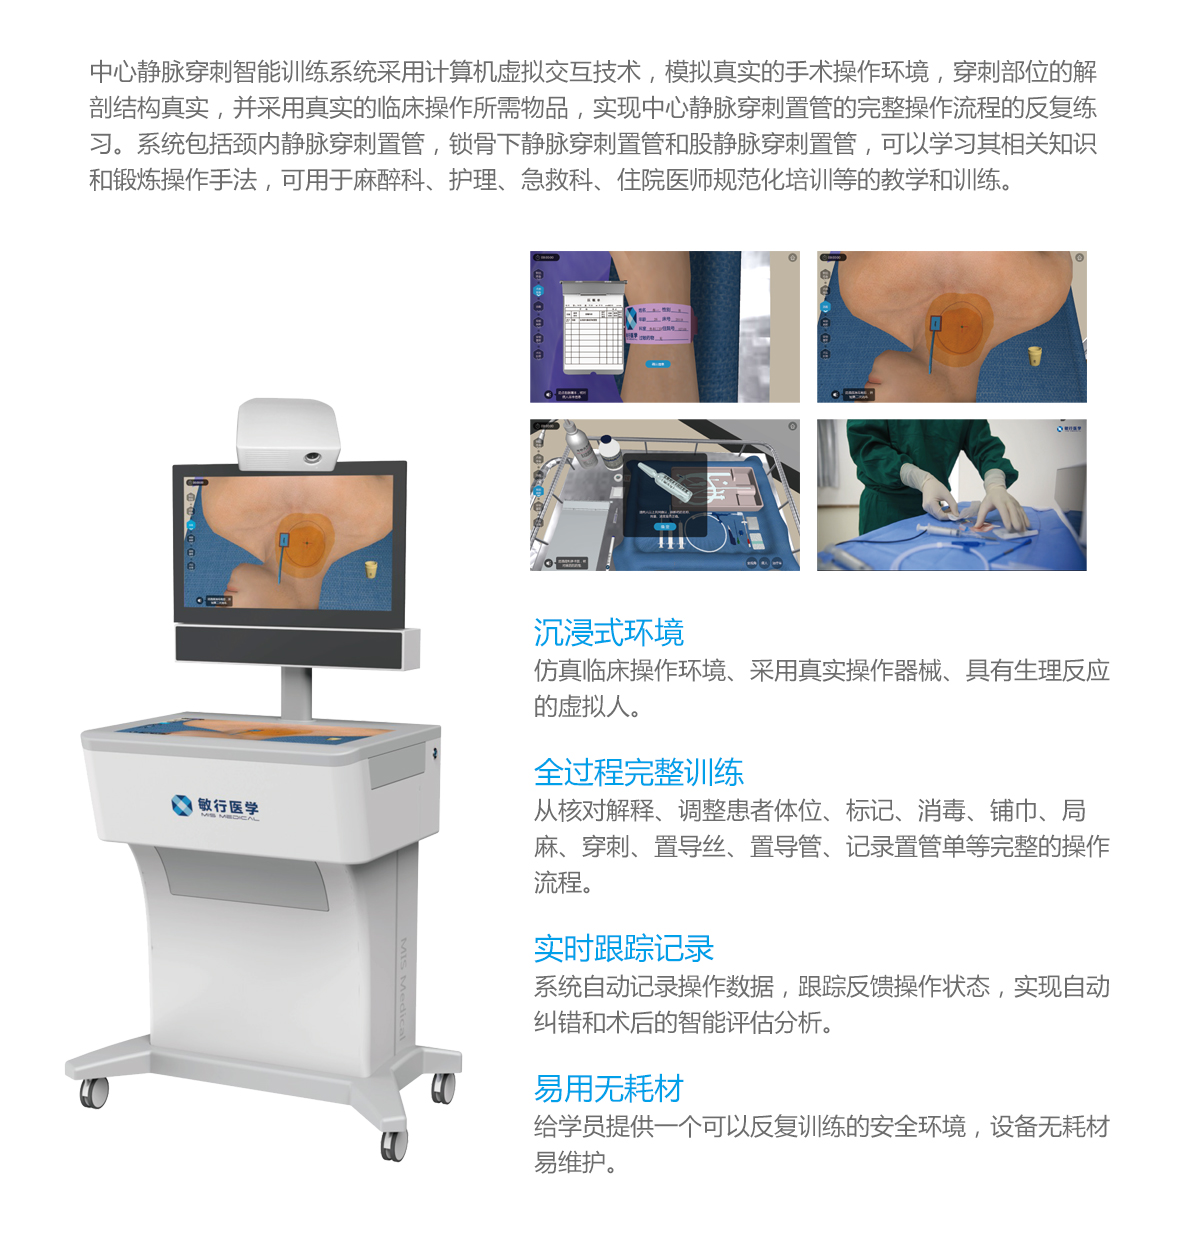 中心静脉穿刺智能训练系统采用计算机虚拟交互技术，模拟真实的手术操作环境，穿刺部位的解
剖结构真实，并采用真实的临床操作所需物品，实现中心静脉穿刺置管的完整操作流程的反复练
习。系统包括颈内静脉穿刺置管，锁骨下静脉穿刺置管和股静脉穿刺置管，可以学习其相关知识
和锻炼操作手法，可用于麻醉科、护理、急救科、住院医师规范化培训等的教学和训练。
敏行医学
敏行医学
MIS MEDICAL
MIS Medical
沉浸式环境
仿真临床操作环境、采用真实操作器械、具有生理反应
的虚拟人。
全过程完整训练
从核对解释、调整患者体位、标记、消毒、铺巾、局
麻、穿刺、置导丝、置导管、记录置管单等完整的操作
流程。
实时跟踪记录
系统自动记录操作数据，跟踪反馈操作状态，实现自动
纠错和术后的智能评估分析。
易用无耗材
给学员提供一个可以反复训练的安全环境，设备无耗材
易维护。